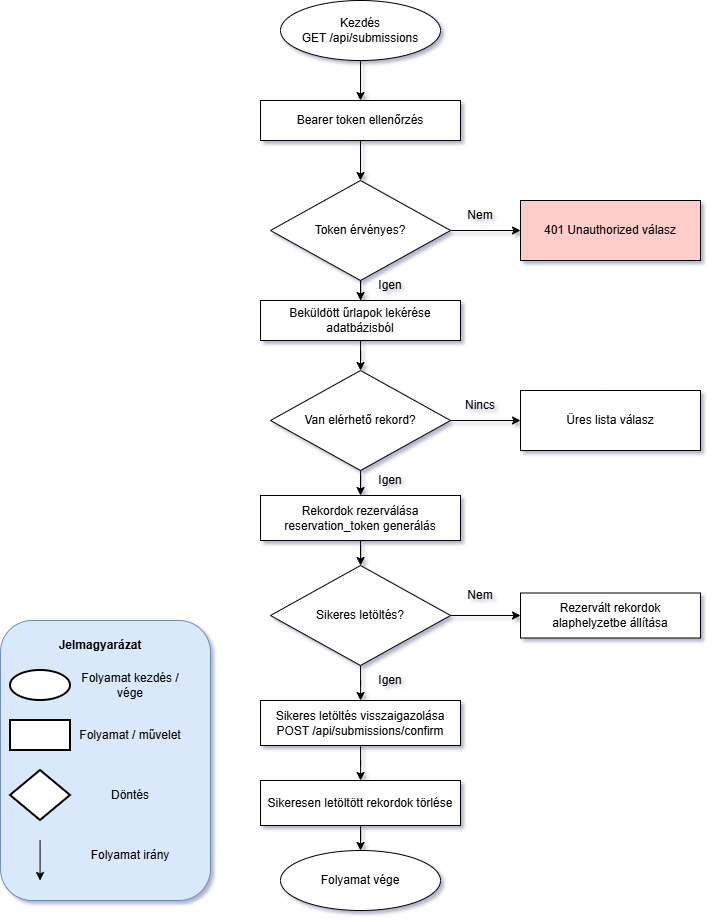 Kezdés
GET /api/submissions
Bearer token ellenőrzés
Token érvényes?
Nem
401 Unauthorized válasz
Igen
Beküldött űrlapok lekérése
adatbázisból
Van elérhető rekord?
Nincs
Üres lista válasz
Igen
Rekordok rezerválása
reservation_token generálás
Sikeres letöltés?
Nem
Rezervált rekordok
alaphelyzetbe állítása
Igen
Sikeres letöltés visszaigazolása
POST /api/submissions/confirm
Sikeresen letöltött rekordok törlése
Folyamat vége
Jelmagyarázat
Folyamat kezdés /
vége
Folyamat / művelet
Döntés
Folyamat irány